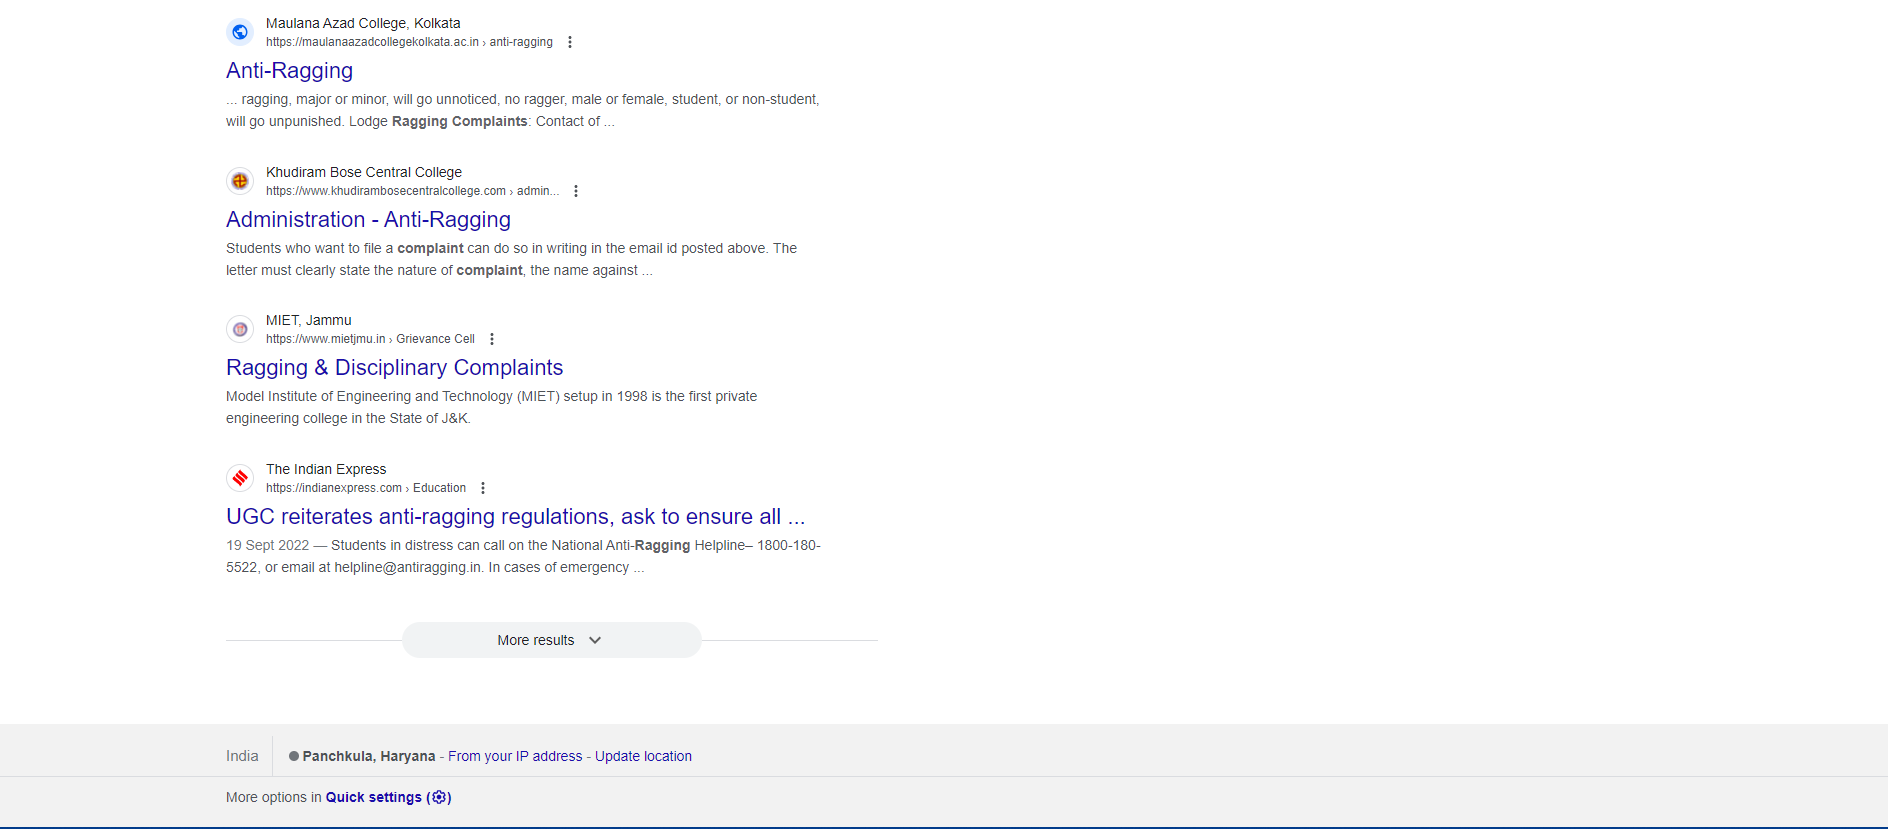 Maulana Azad College, Kolkata
https://maulanaazadcollegekolkata.ac.in › anti-ragging
Anti-Ragging
... ragging, major or minor, will go unnoticed, no ragger, male or female, student, or non-student,
will go unpunished. Lodge Ragging Complaints: Contact of ...
Khudiram Bose Central College
https://www.khudirambosecentralcollege.com › admin...
Administration - Anti-Ragging
Students who want to file a complaint can do so in writing in the email id posted above. The
letter must clearly state the nature of complaint, the name against ...
MIET, Jammu
https://www.mietjmu.in › Grievance Cell
Ragging & Disciplinary Complaints
Model Institute of Engineering and Technology (MIET) setup in 1998 is the first private
engineering college in the State of J&K.
The Indian Express
https://indianexpress.com › Education
UGC reiterates anti-ragging regulations, ask to ensure all ...
19 Sept 2022 — Students in distress can call on the National Anti-Ragging Helpline– 1800-180-
5522, or email at helpline@antiragging.in. In cases of emergency ...
More results
India
Panchkula, Haryana - From your IP address - Update location
More options in Quick settings ( )